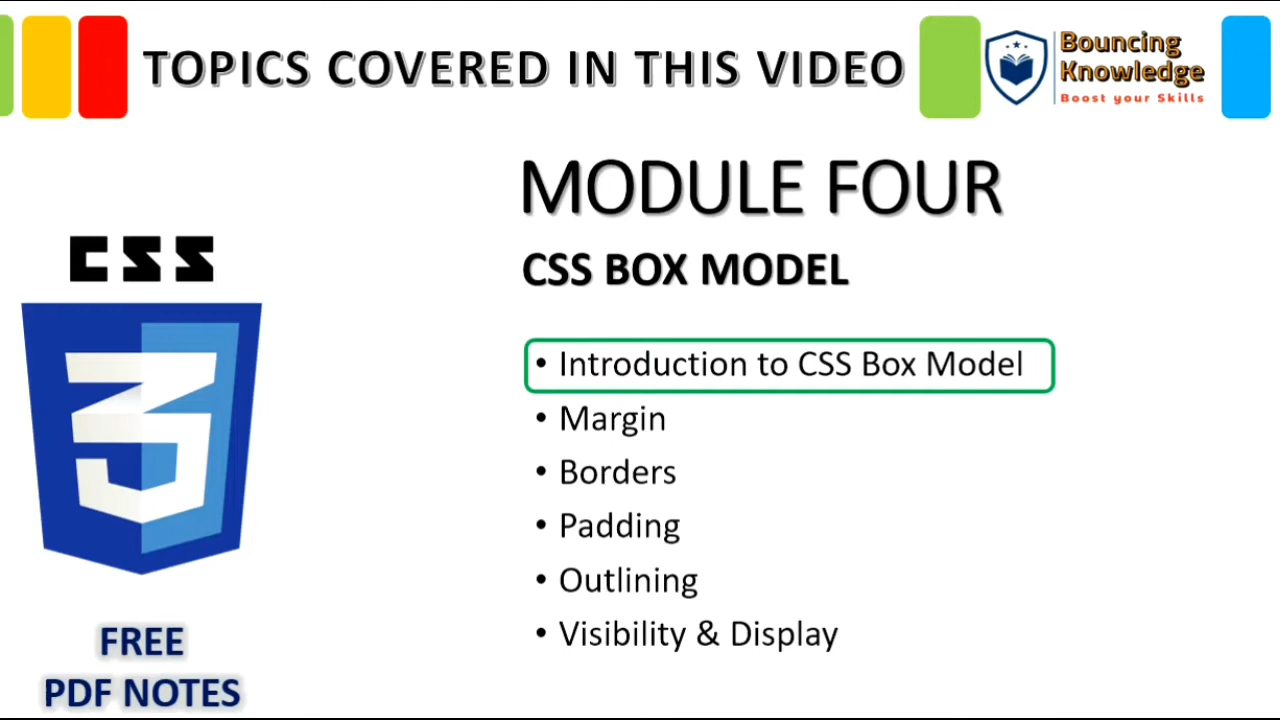 TOPICS COVERED IN THIS VIDEO
Bouncing
Knowledge
Boost your Skills
MODULE FOUR
CSS BOX MODEL
CSS
3
• Introduction to CSS Box Model
• Margin
• Borders
• Padding
• Outlining
• Visibility & Display
FREE
PDF NOTES